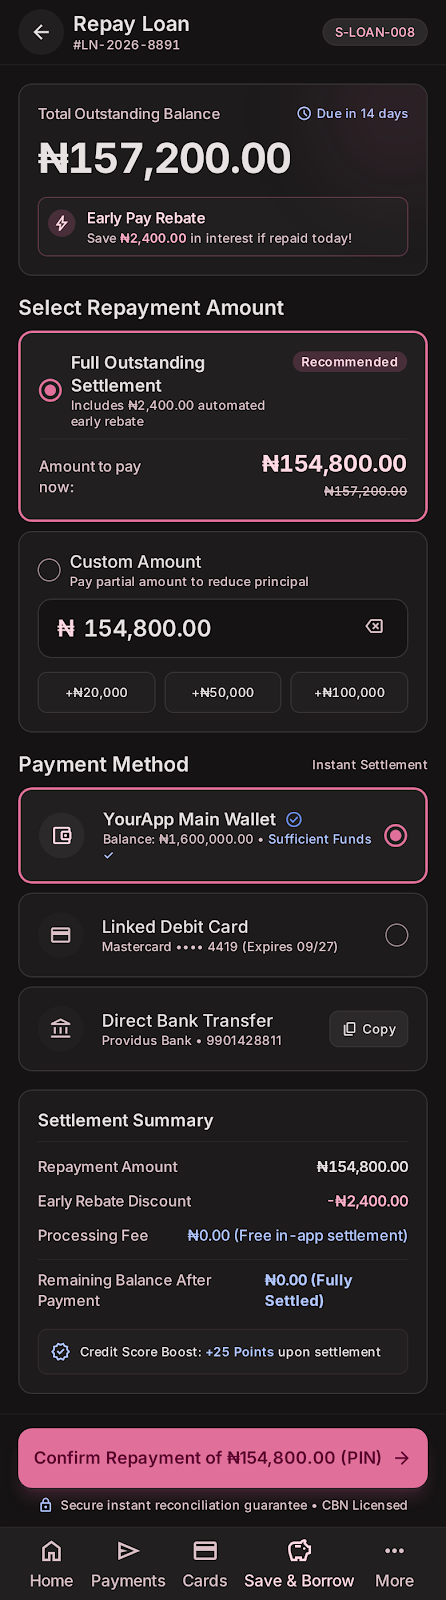 Repay Loan
#LN-2026-8891
S-LOAN-008
Total Outstanding Balance
Due in 14 days
₦157,200.00
Early Pay Rebate
Save ₦2,400.00 in interest if repaid today!
Select Repayment Amount
Full Outstanding
Settlement
Recommended
Includes ₦2,400.00 automated
early rebate
Amount to pay
now:
₦154,800.00
₦157,200.00
Custom Amount
Pay partial amount to reduce principal
₦ 154,800.00
+₦20,000
+₦50,000
+₦100,000
Payment Method
Instant Settlement
YourApp Main Wallet
Balance: ₦1,600,000.00 • Sufficient Funds
✓
Linked Debit Card
Mastercard •••• 4419 (Expires 09/27)
Direct Bank Transfer
Providus Bank • 9901428811
Copy
Settlement Summary
Repayment Amount
₦154,800.00
Early Rebate Discount
-₦2,400.00
Processing Fee
₦0.00 (Free in-app settlement)
Remaining Balance After
Payment
₦0.00 (Fully
Settled)
Credit Score Boost: +25 Points upon settlement
Confirm Repayment of ₦154,800.00 (PIN)
Secure instant reconciliation guarantee • CBN Licensed
Home
Payments
Cards
Save & Borrow
More